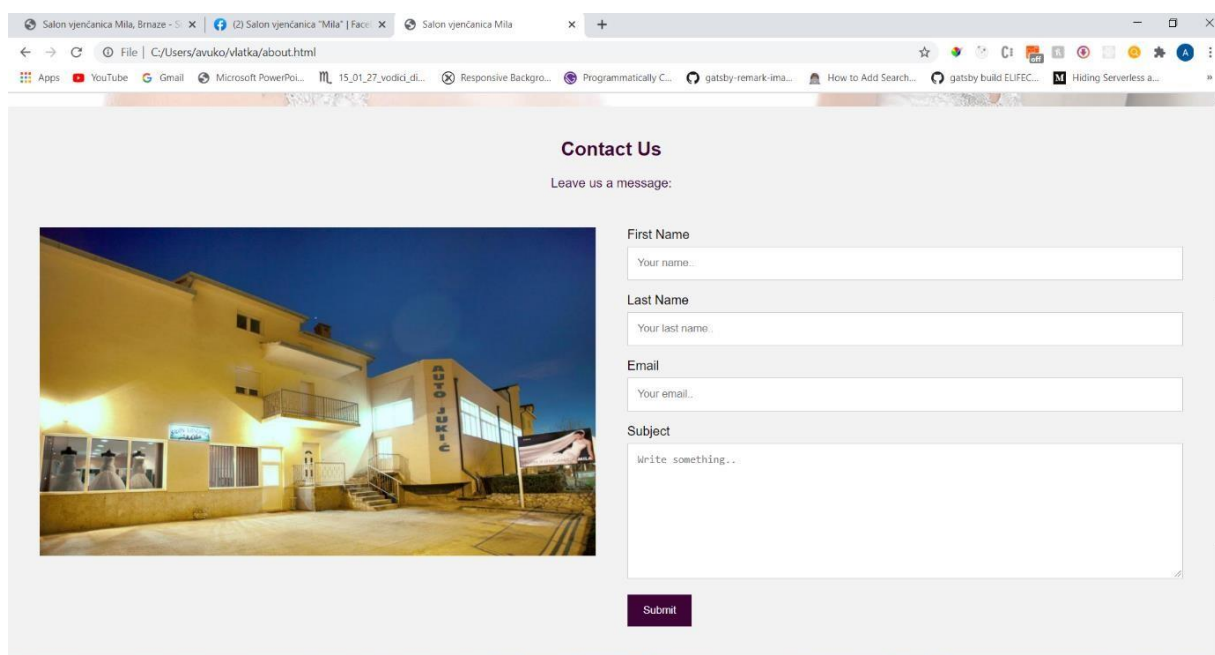 Salon vjenčanica Mila, Brnaze - S
(2) Salon vjenčanica "Mila" | Face
Salon vjenčanica Mila
File | C:/Users/avuko/vlatka/about.html
off
A
Apps YouTube Gmail Microsoft PowerPoi... 15_01_27_vodici_di... Responsive Backgro... Programmatically C... gatsby-remark-ima... How to Add Search... gatsby build ELIFEC... Hiding Serverless a... »
Contact Us
Leave us a message:
AUTO JUKIĆ
First Name
Your name..
Last Name
Your last name..
Email
Your email..
Subject
Write something..
Submit